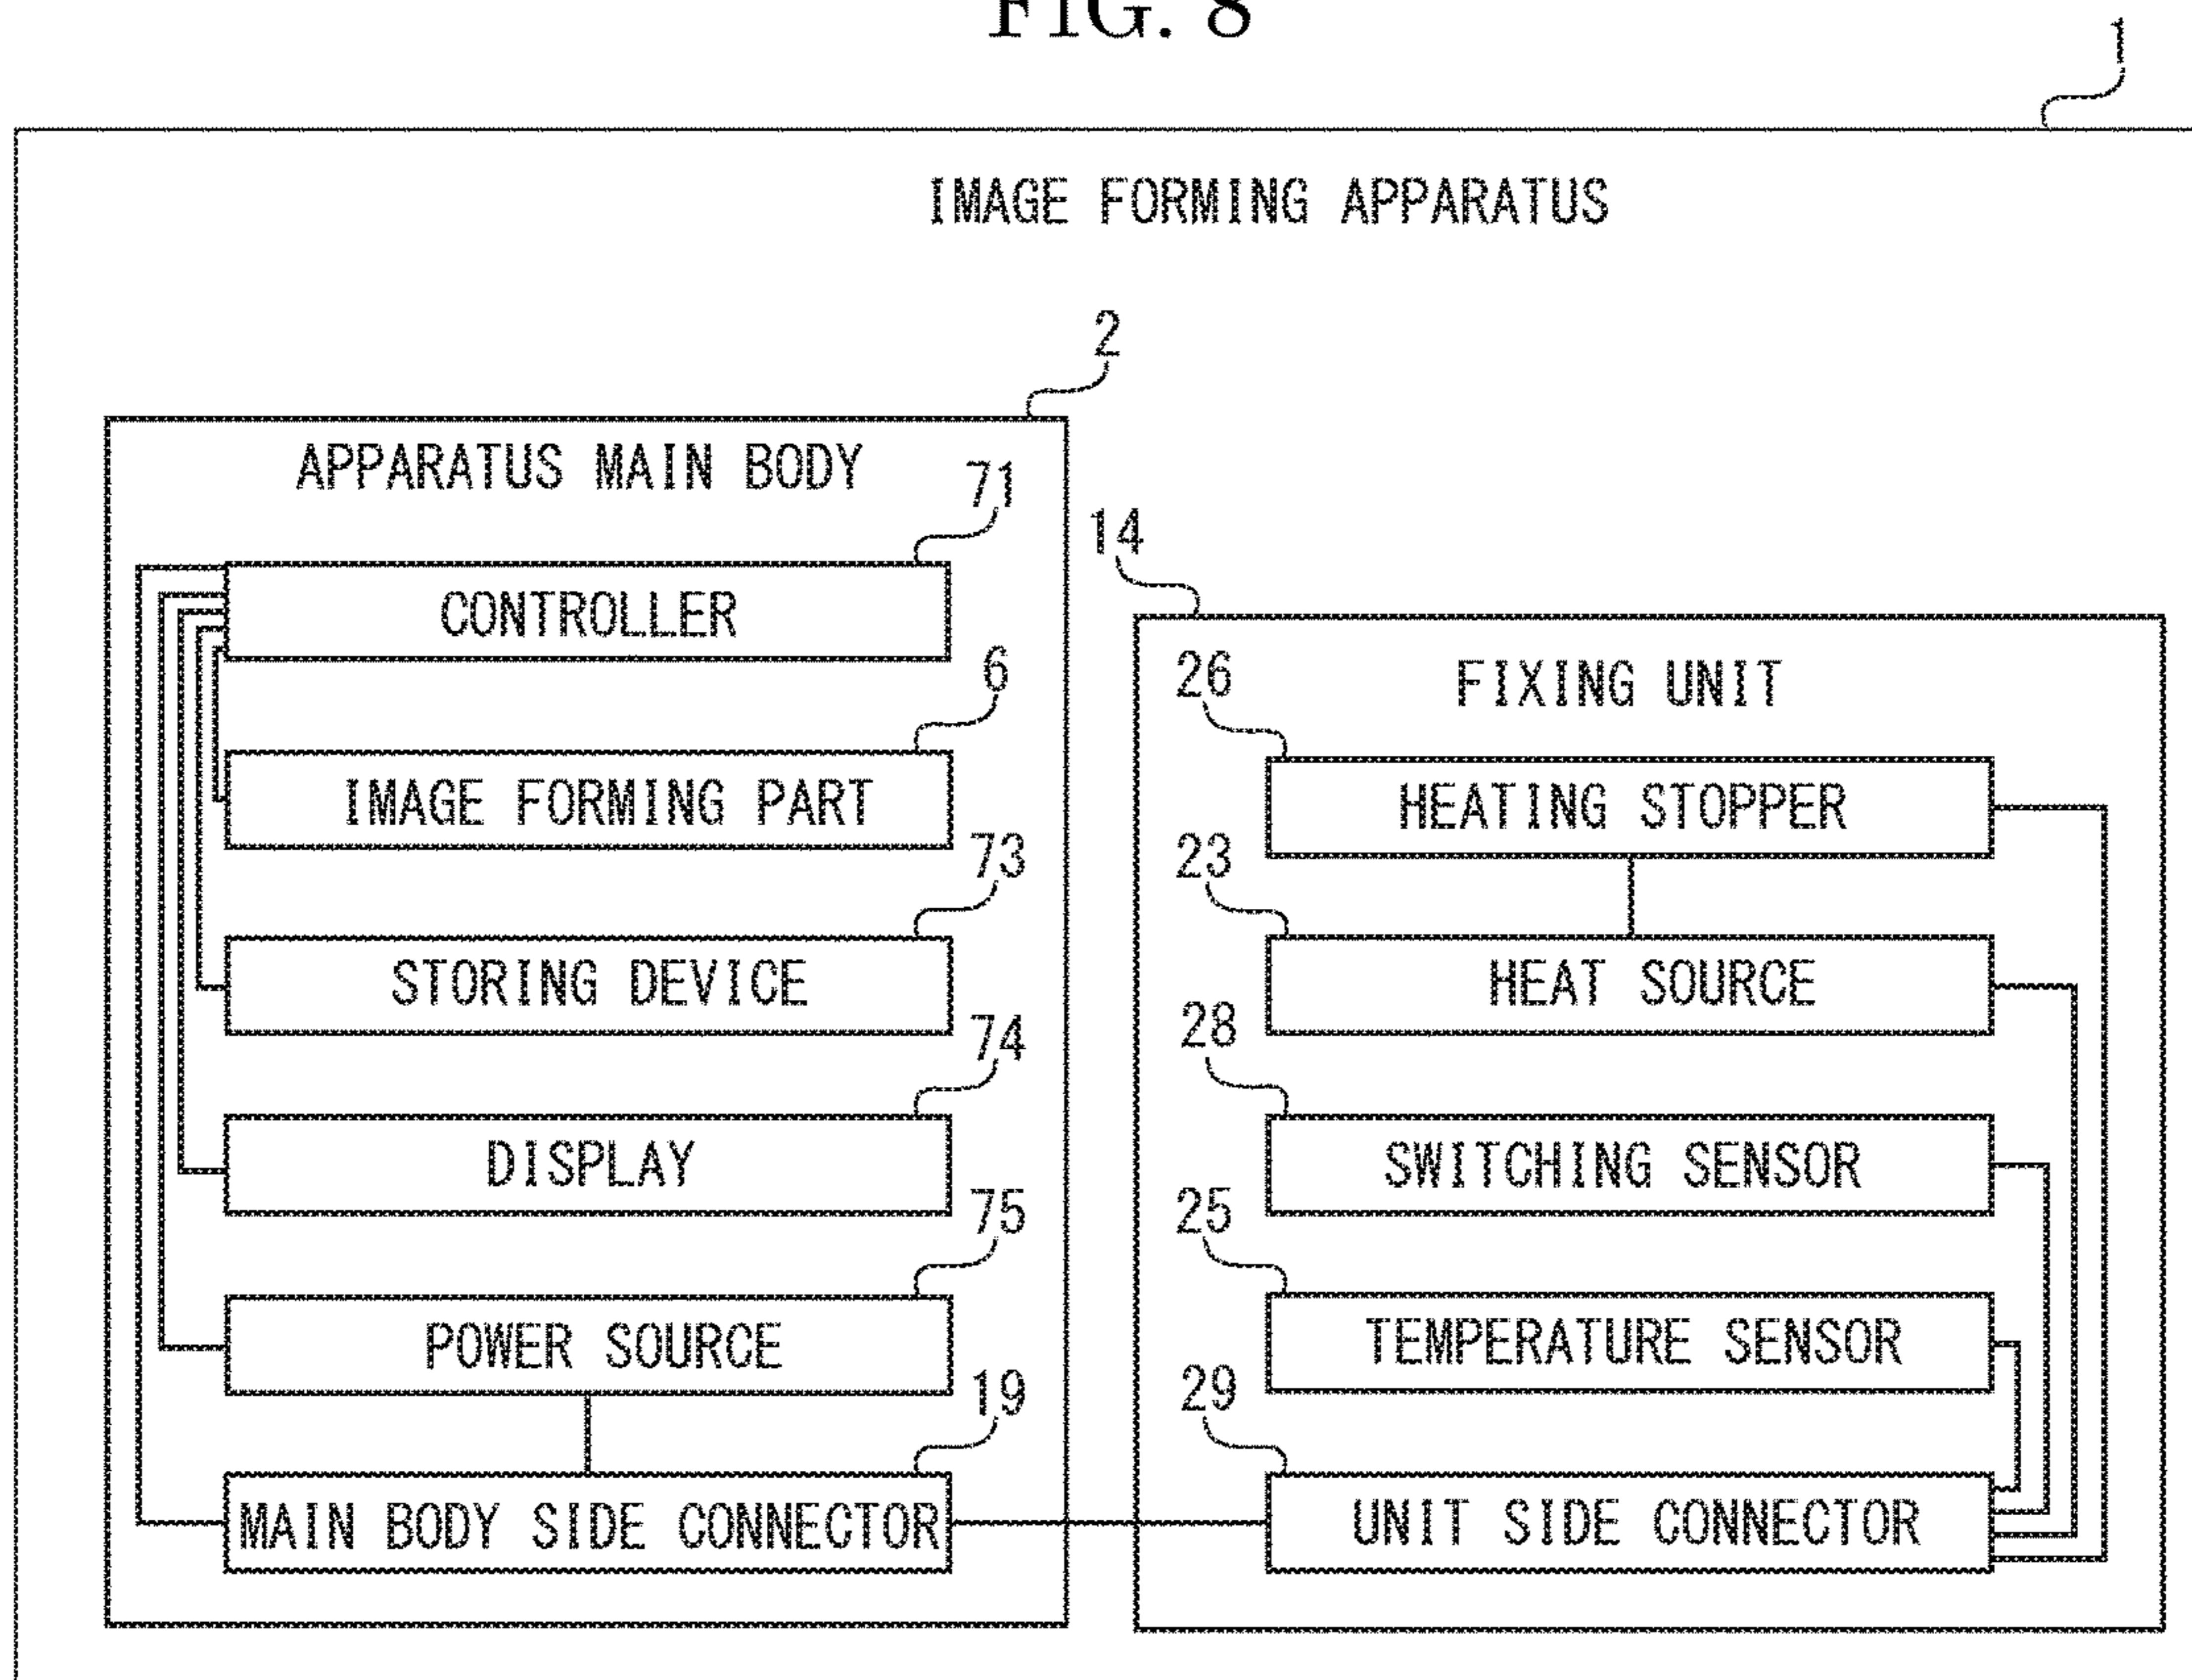 FIG. 8
1
IMAGE FORMING APPARATUS
2
APPARATUS MAIN BODY
71
CONTROLLER
6
IMAGE FORMING PART
73
STORING DEVICE
74
DISPLAY
75
POWER SOURCE
19
MAIN BODY SIDE CONNECTOR
14
FIXING UNIT
26
HEATING STOPPER
23
HEAT SOURCE
28
SWITCHING SENSOR
25
TEMPERATURE SENSOR
29
UNIT SIDE CONNECTOR